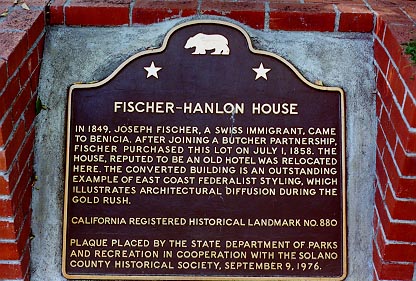 FISCHER-HANLON HOUSE
IN 1849, JOSEPH FISCHER, A SWISS IMMIGRANT, CAME
TO BENICIA. AFTER JOINING A BUTCHER PARTNERSHIP,
FISCHER PURCHASED THIS LOT ON JULY 1, 1858. THE
HOUSE, REPUTED TO BE AN OLD HOTEL WAS RELOCATED
HERE. THE CONVERTED BUILDING IS AN OUTSTANDING
EXAMPLE OF EAST COAST FEDERALIST STYLING, WHICH
ILLUSTRATES ARCHITECTURAL DIFFUSION DURING THE
GOLD RUSH.
CALIFORNIA REGISTERED HISTORICAL LANDMARK NO. 880
PLAQUE PLACED BY THE STATE DEPARTMENT OF PARKS
AND RECREATION IN COOPERATION WITH THE SOLANO
COUNTY HISTORICAL SOCIETY, SEPTEMBER 9, 1976.